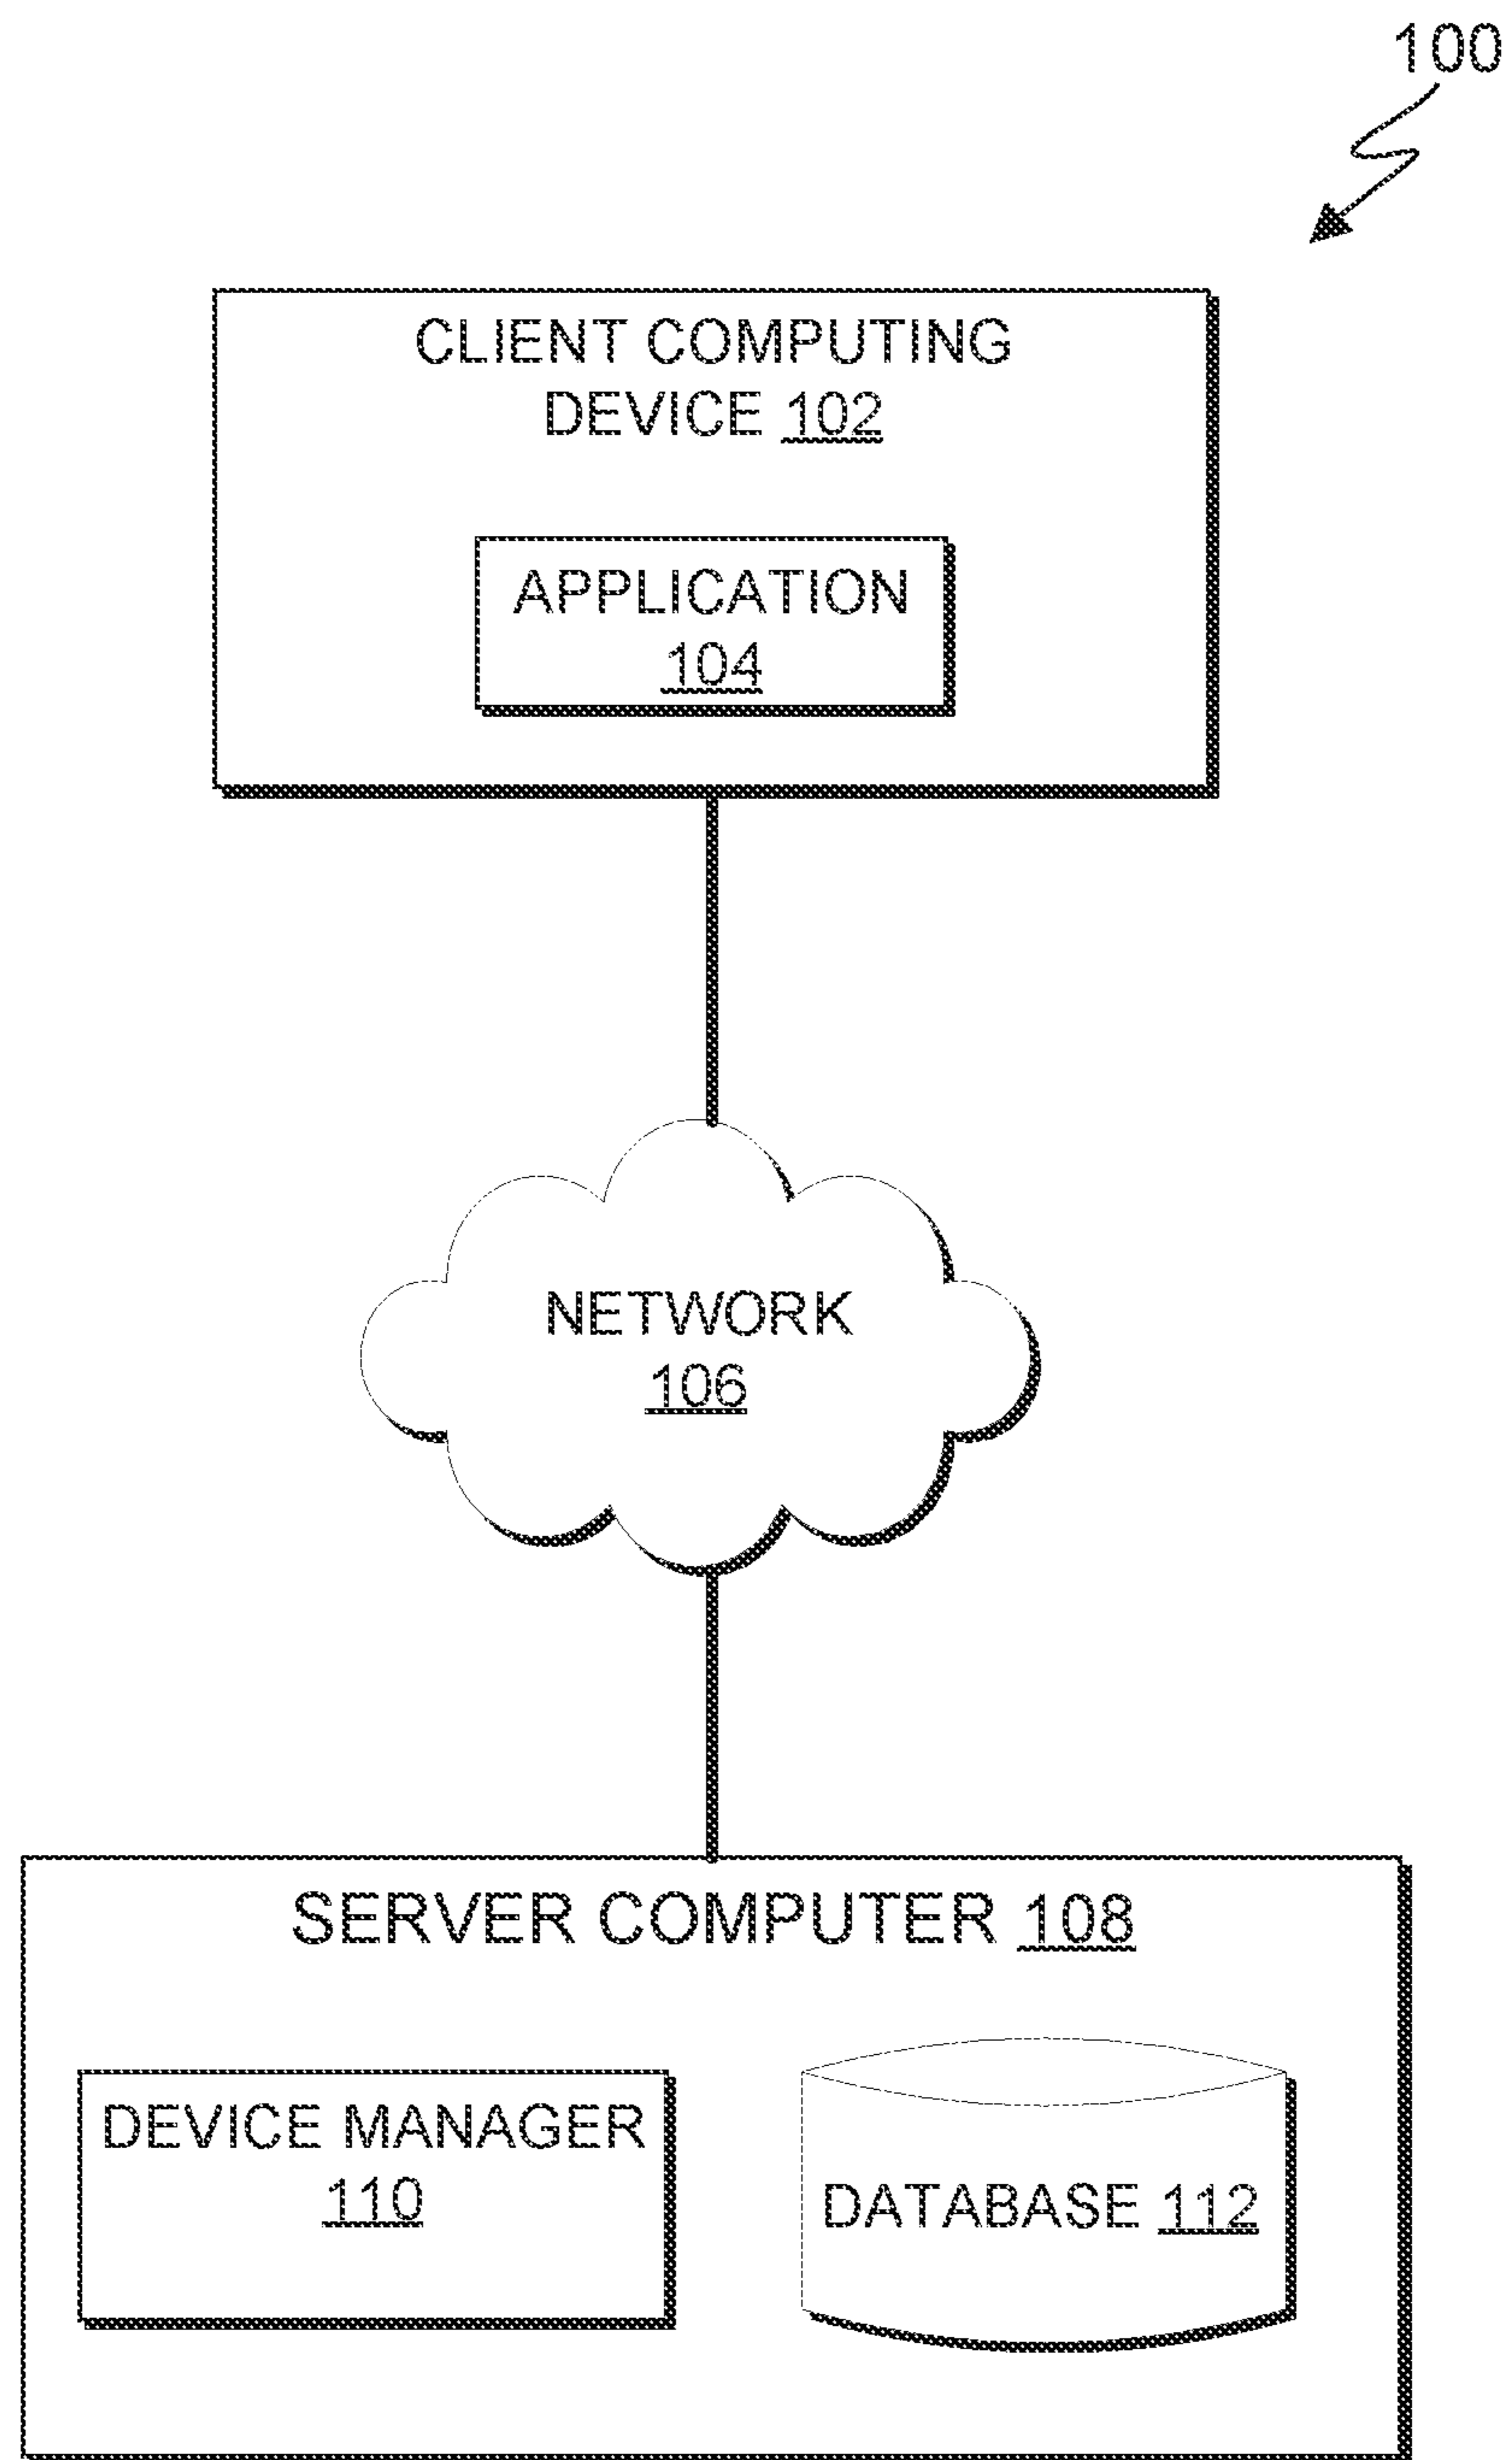 100
CLIENT COMPUTING
DEVICE 102
APPLICATION
104
NETWORK
106
SERVER COMPUTER 108
DEVICE MANAGER
110
DATABASE 112